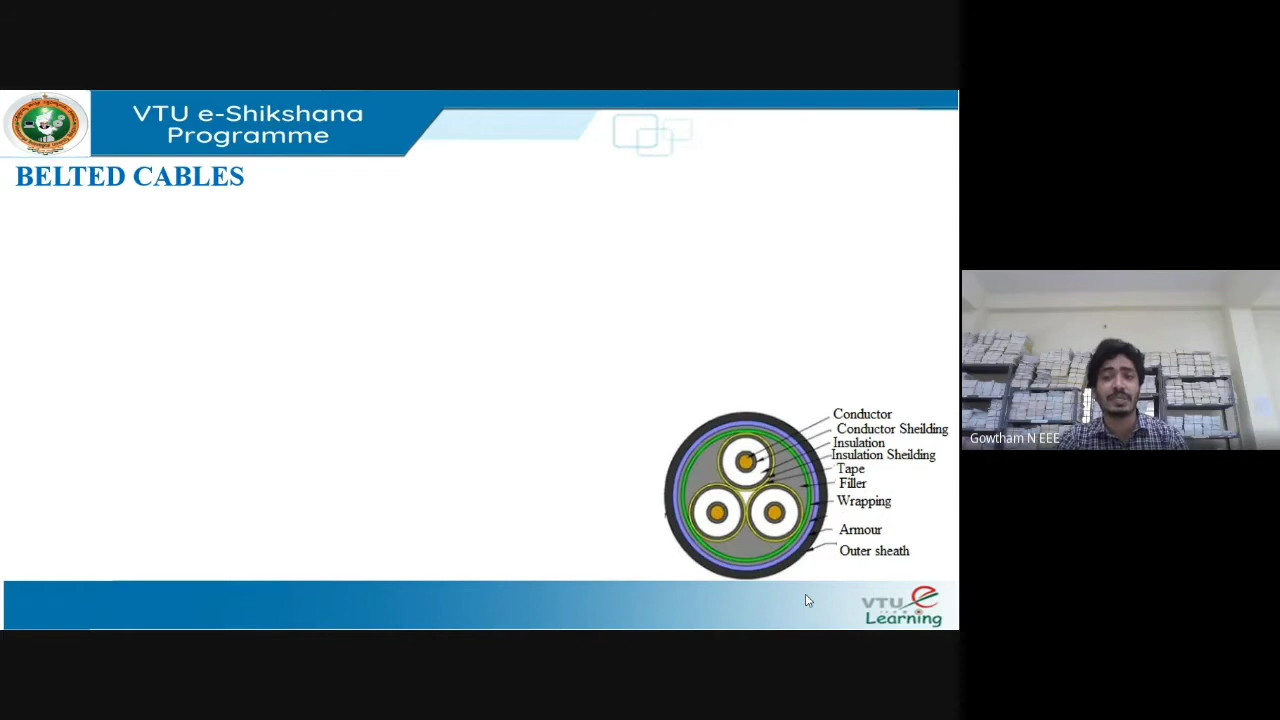 VTU e-Shikshana
Programme
BELTED CABLES
Conductor
Conductor Sheilding
Insulation
Insulation Sheilding
Tape
Filler
Wrapping
Armour
Outer sheath
Gowtham N EEE
VTU e
Learning